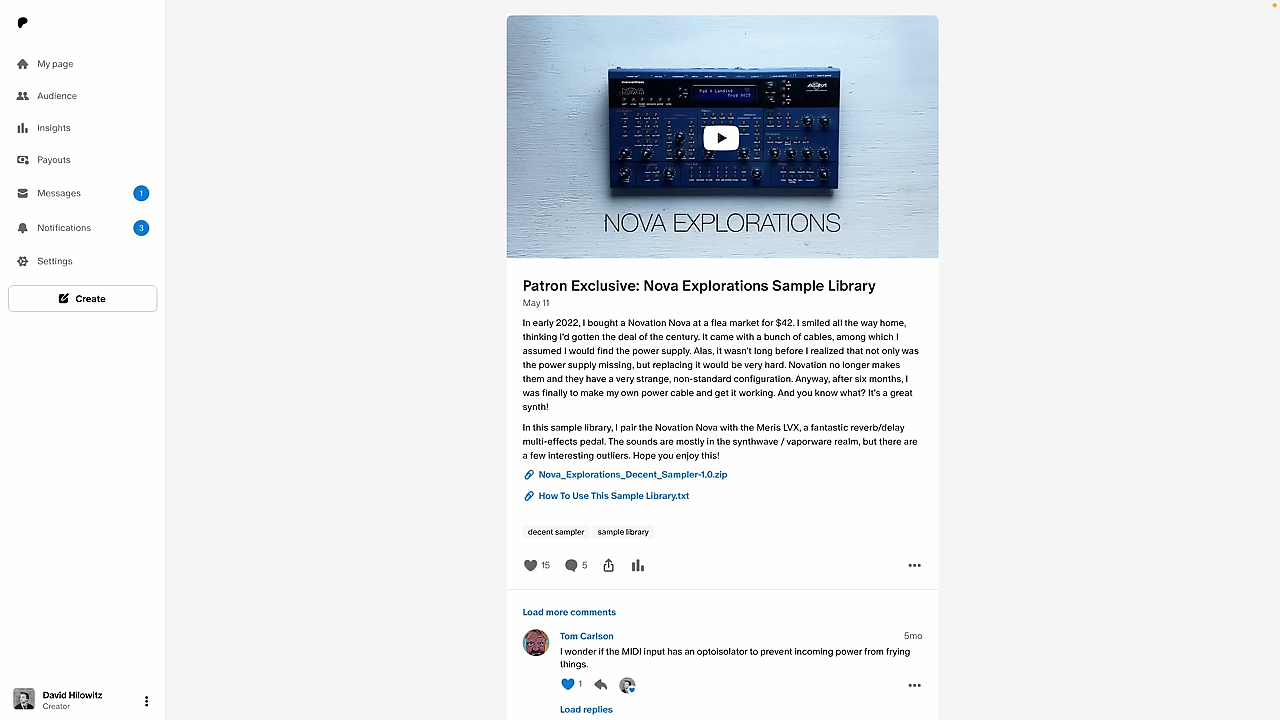 My page
Payouts
Messages
1
Notifications
3
Settings
Create
NOVA
NOVA EXPLORATIONS
Patron Exclusive: Nova Explorations Sample Library
May 11
In early 2022, I bought a Novation Nova at a flea market for $42. I smiled all the way home,
thinking I'd gotten the deal of the century. It came with a bunch of cables, among which I
assumed I would find the power supply. Alas, it wasn't long before I realized that not only was
the power supply missing, but replacing it would be very hard. Novation no longer makes
them and they have a very strange, non-standard configuration. Anyway, after six months, I
was finally to make my own power cable and get it working. And you know what? It's a great
synth!
In this sample library, I pair the Novation Nova with the Meris LVX, a fantastic reverb/delay
multi-effects pedal. The sounds are mostly in the synthwave / vaporware realm, but there are
a few interesting outliers. Hope you enjoy this!
Nova_Explorations_Decent_Sampler-1.0.zip
How To Use This Sample Library.txt
decent sampler sample library
15 5
Load more comments
Tom Carlson 5mo
I wonder if the MIDI input has an optoisolator to prevent incoming power from frying
things.
1
Load replies
David Hilowitz
Creator